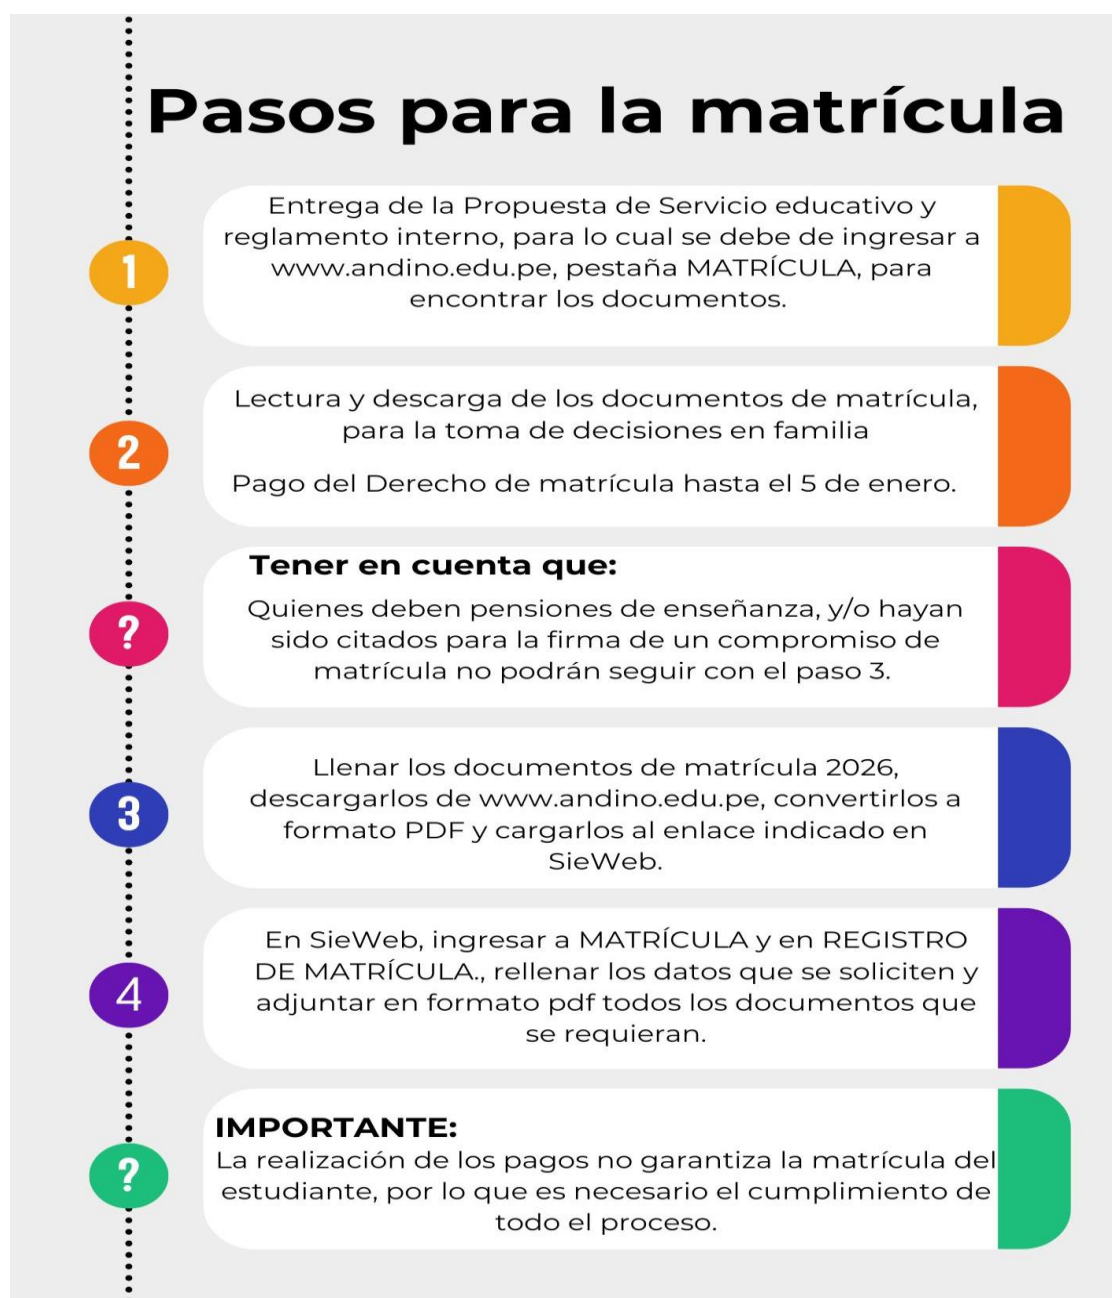 Pasos para la matrícula
Entrega de la Propuesta de Servicio educativo y
reglamento interno, para lo cual se debe de ingresar a
www.andino.edu.pe, pestaña MATRÍCULA, para
encontrar los documentos.
1
Lectura y descarga de los documentos de matrícula,
para la toma de decisiones en familia
Pago del Derecho de matrícula hasta el 5 de enero.
2
Tener en cuenta que:
Quienes deben pensiones de enseñanza, y/o hayan
sido citados para la firma de un compromiso de
matrícula no podrán seguir con el paso 3.
?
Llenar los documentos de matrícula 2026,
descargarlos de www.andino.edu.pe, convertirlos a
formato PDF y cargarlos al enlace indicado en
SieWeb.
3
En SieWeb, ingresar a MATRÍCULA y en REGISTRO
DE MATRÍCULA., rellenar los datos que se soliciten y
adjuntar en formato pdf todos los documentos que
se requieran.
4
IMPORTANTE:
La realización de los pagos no garantiza la matrícula del
estudiante, por lo que es necesario el cumplimiento de
todo el proceso.
?